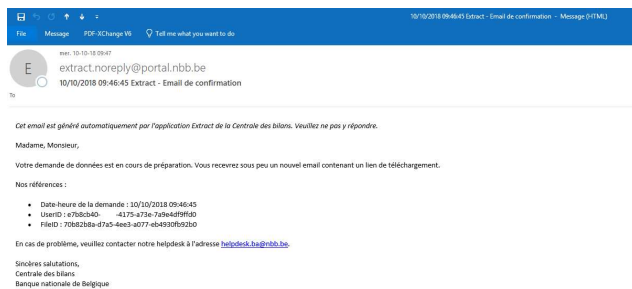 10/10/2018 09:46:45 Extract - Email de confirmation - Message (HTML)
File Message PDF-XChange V6 Tell me what you want to do
mer. 10-10-18 09:47
E
extract.noreply@portal.nbb.be
10/10/2018 09:46:45 Extract - Email de confirmation
To
Cet email est généré automatiquement par l'application Extract de la Centrale des bilans. Veuillez ne pas y répondre.
Madame, Monsieur,
Votre demande de données est en cours de préparation. Vous recevrez sous peu un nouvel email contenant un lien de téléchargement.
Nos références :
• Date-heure de la demande : 10/10/2018 09:46:45
• UserID : e7b8cb40- -4175-a73e-7a9e4df9ffd0
• FileID : 70b82b8a-d7a5-4ee3-a077-eb4930fb92b0
En cas de problème, veuillez contacter notre helpdesk à l'adresse helpdesk.ba@nbb.be.
Sincères salutations,
Centrale des bilans
Banque nationale de Belgique